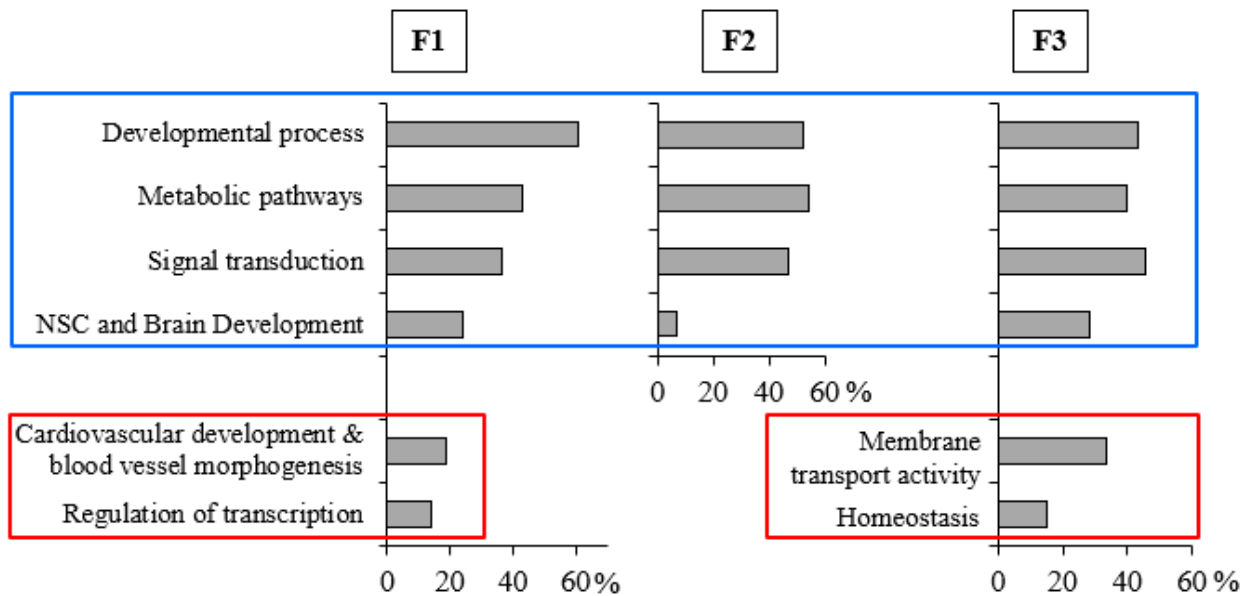 F1 F2 F3
Developmental process
Metabolic pathways
Signal transduction
NSC and Brain Development
0 20 40 60 %
Cardiovascular development &
blood vessel morphogenesis
Regulation of transcription
Membrane
transport activity
Homeostasis
0 20 40 60 %
0 20 40 60 %